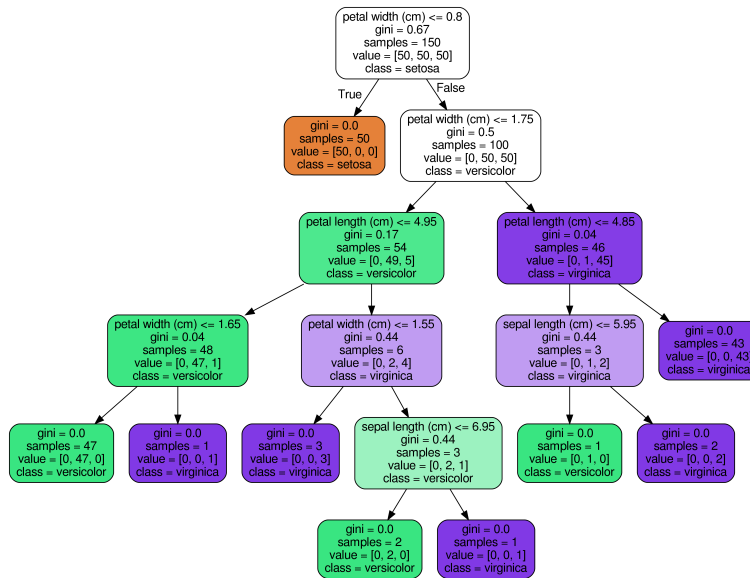 petal width (cm) <= 0.8
gini = 0.67
samples = 150
value = [50, 50, 50]
class = setosa
True
False
gini = 0.0
samples = 50
value = [50, 0, 0]
class = setosa
petal width (cm) <= 1.75
gini = 0.5
samples = 100
value = [0, 50, 50]
class = versicolor
petal length (cm) <= 4.95
gini = 0.17
samples = 54
value = [0, 49, 5]
class = versicolor
petal length (cm) <= 4.85
gini = 0.04
samples = 46
value = [0, 1, 45]
class = virginica
petal width (cm) <= 1.65
gini = 0.04
samples = 48
value = [0, 47, 1]
class = versicolor
petal width (cm) <= 1.55
gini = 0.44
samples = 6
value = [0, 2, 4]
class = virginica
sepal length (cm) <= 5.95
gini = 0.44
samples = 3
value = [0, 1, 2]
class = virginica
gini = 0.0
samples = 43
value = [0, 0, 43]
class = virginica
gini = 0.0
samples = 47
value = [0, 47, 0]
class = versicolor
gini = 0.0
samples = 1
value = [0, 0, 1]
class = virginica
gini = 0.0
samples = 3
value = [0, 0, 3]
class = virginica
sepal length (cm) <= 6.95
gini = 0.44
samples = 3
value = [0, 2, 1]
class = versicolor
gini = 0.0
samples = 1
value = [0, 1, 0]
class = versicolor
gini = 0.0
samples = 2
value = [0, 0, 2]
class = virginica
gini = 0.0
samples = 2
value = [0, 2, 0]
class = versicolor
gini = 0.0
samples = 1
value = [0, 0, 1]
class = virginica